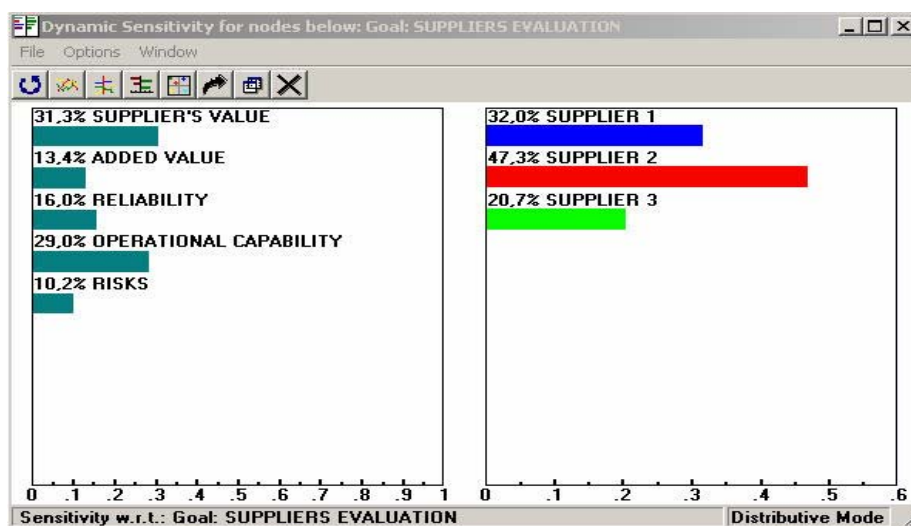 Dynamic Sensitivity for nodes below: Goal: SUPPLIERS EVALUATION
File Options Window
31,3% SUPPLIER'S VALUE
13,4% ADDED VALUE
16,0% RELIABILITY
29,0% OPERATIONAL CAPABILITY
10,2% RISKS
0 .1 .2 .3 .4 .5 .6 .7 .8 .9 1
32,0% SUPPLIER 1
47,3% SUPPLIER 2
20,7% SUPPLIER 3
0 .1 .2 .3 .4 .5 .6
Sensitivity w.r.t.: Goal: SUPPLIERS EVALUATION
Distributive Mode